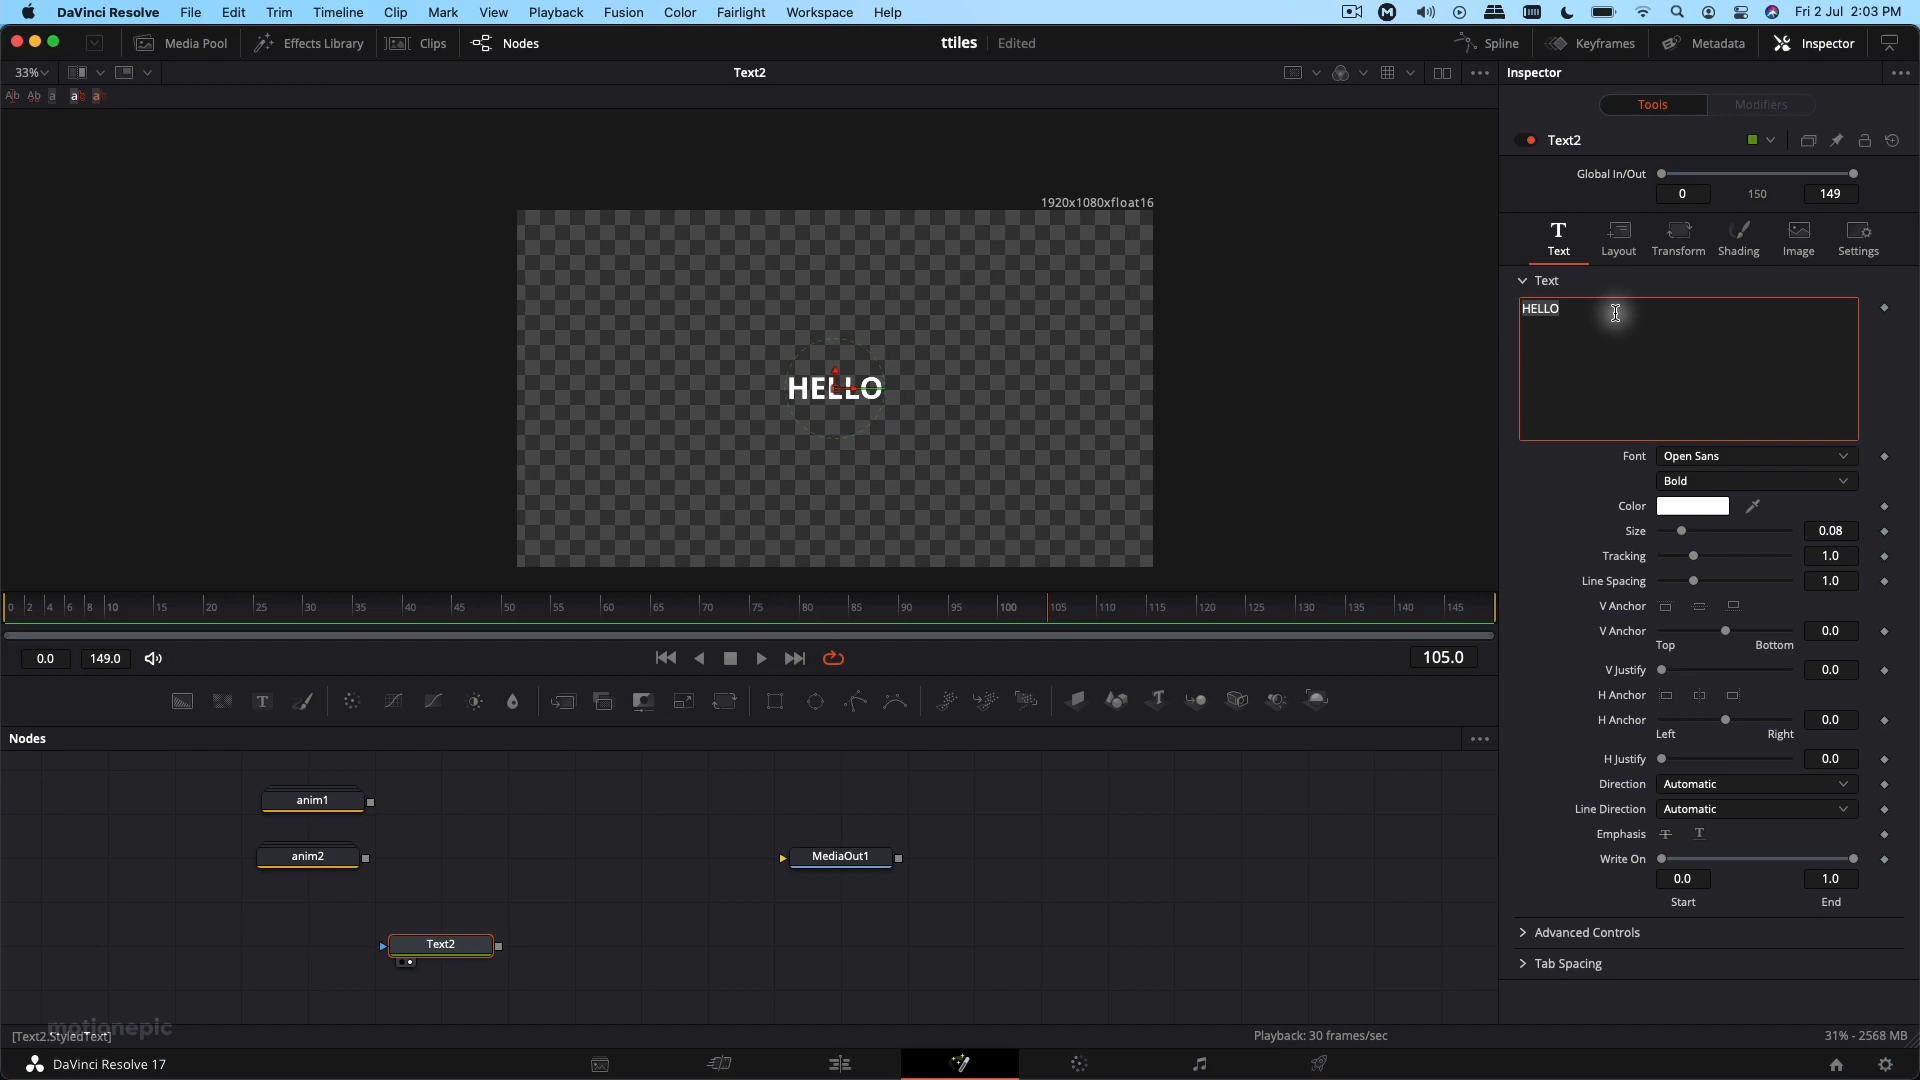 DaVinci Resolve File Edit Trim Timeline Clip Mark View Playback Fusion Color Fairlight Workspace Help Fri 2 Jul 2:03 PM
Media Pool Effects Library Clips Nodes ttiles Edited Spline Keyframes Metadata Inspector
33% Text2 Inspector
Tools Modifiers
Text2
Global In/Out
0 150 149
1920x1080xfloat16
Text Layout Transform Shading Image Settings
Text
HELLO
HELLO
Font Open Sans
Bold
Color
Size 0.08
Tracking 1.0
Line Spacing 1.0
V Anchor
V Anchor 0.0
Top Bottom
V Justify 0.0
H Anchor
H Anchor 0.0
Left Right
H Justify 0.0
Direction Automatic
Line Direction Automatic
Emphasis
Write On
0.0 1.0
Start End
Advanced Controls
Tab Spacing
0 2 4 6 8 10 15 20 25 30 35 40 45 50 55 60 65 70 75 80 85 90 95 100 105 110 115 120 125 130 135 140 145
0.0 149.0 105.0
Nodes
anim1
anim2
MediaOut1
Text2
motionepic
[Text2.StyledText] Playback: 30 frames/sec 31% - 2568 MB
DaVinci Resolve 17